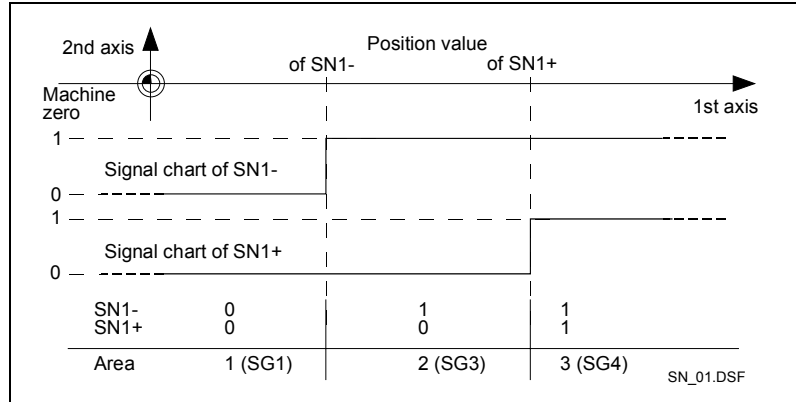 2nd axis
Position value
of SN1-
of SN1+
Machine
zero
1st axis
1
Signal chart of SN1-
0
1
Signal chart of SN1+
0
SN1- 0 1 1
SN1+ 0 0 1
Area 1 (SG1) 2 (SG3) 3 (SG4)
SN_01.DSF